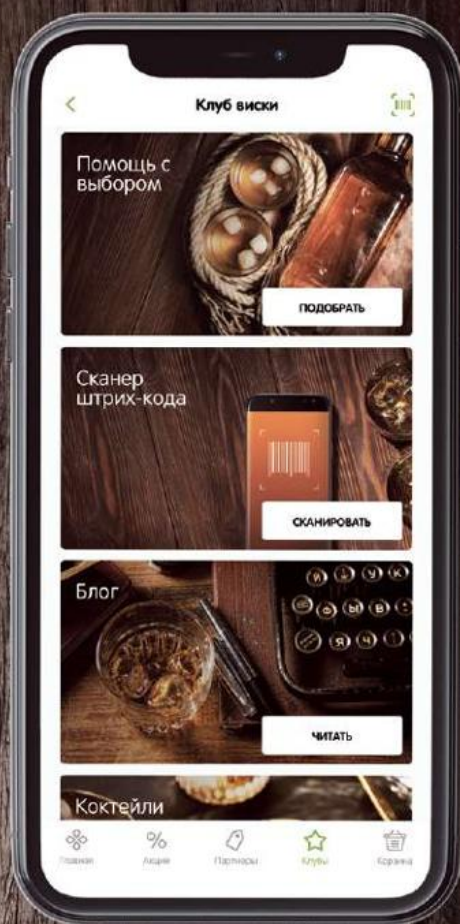 Клуб виски
Помощь с
выбором
ПОДОБРАТЬ
Сканер
штрих-кода
СКАНИРОВАТЬ
Блог
ЧИТАТЬ
Коктейли
Главная
Акции
Партнеры
Клубы
Корзина